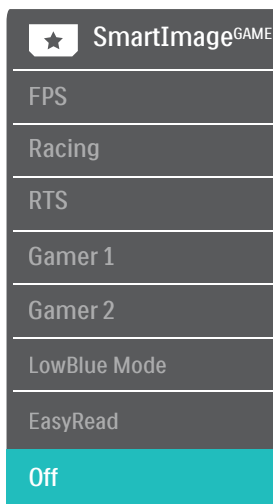 SmartImageGAME
FPS
Racing
RTS
Gamer 1
Gamer 2
LowBlue Mode
EasyRead
Off